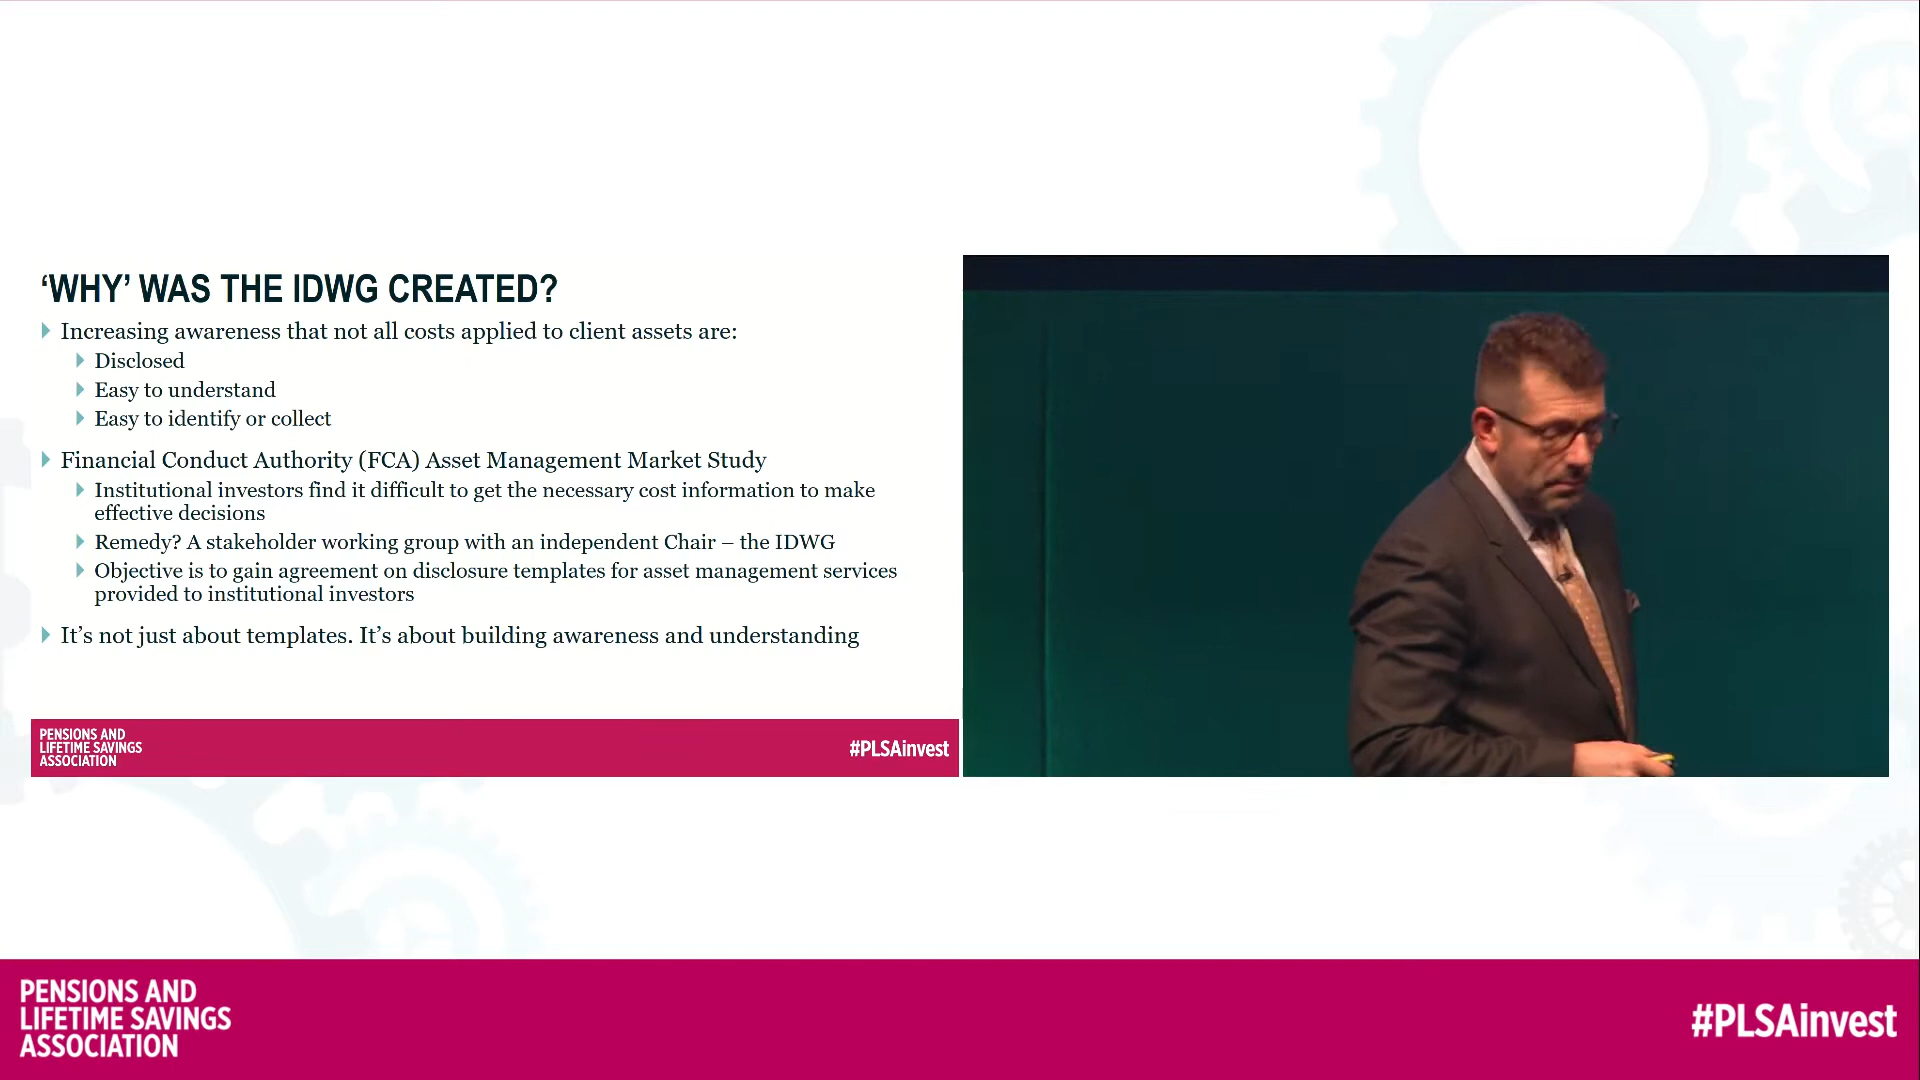 ‘WHY’ WAS THE IDWG CREATED?
Increasing awareness that not all costs applied to client assets are:
Disclosed
Easy to understand
Easy to identify or collect
Financial Conduct Authority (FCA) Asset Management Market Study
Institutional investors find it difficult to get the necessary cost information to make
effective decisions
Remedy? A stakeholder working group with an independent Chair – the IDWG
Objective is to gain agreement on disclosure templates for asset management services
provided to institutional investors
It’s not just about templates. It’s about building awareness and understanding
PENSIONS AND
LIFETIME SAVINGS
ASSOCIATION
#PLSAinvest
PENSIONS AND
LIFETIME SAVINGS
ASSOCIATION
#PLSAinvest